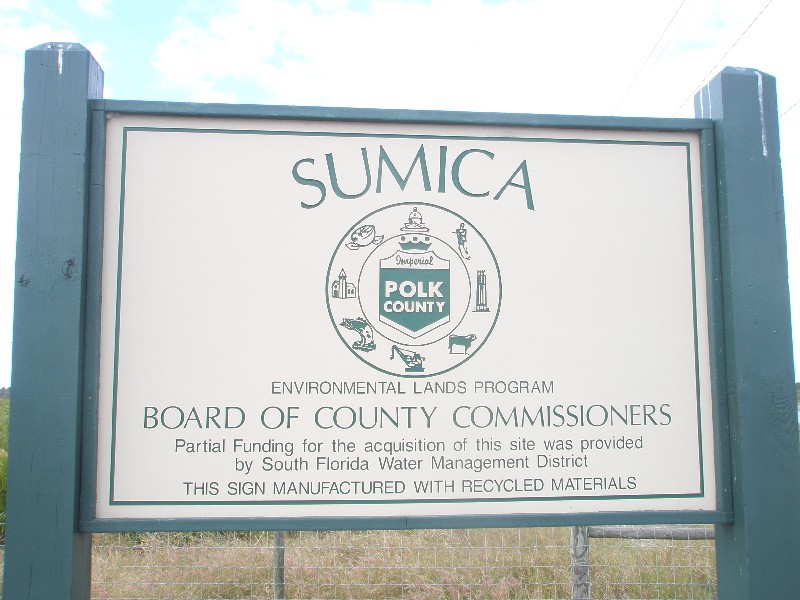 SUMICA
Imperial
POLK
COUNTY
ENVIRONMENTAL LANDS PROGRAM
BOARD OF COUNTY COMMISSIONERS
Partial Funding for the acquisition of this site was provided
by South Florida Water Management District
THIS SIGN MANUFACTURED WITH RECYCLED MATERIALS